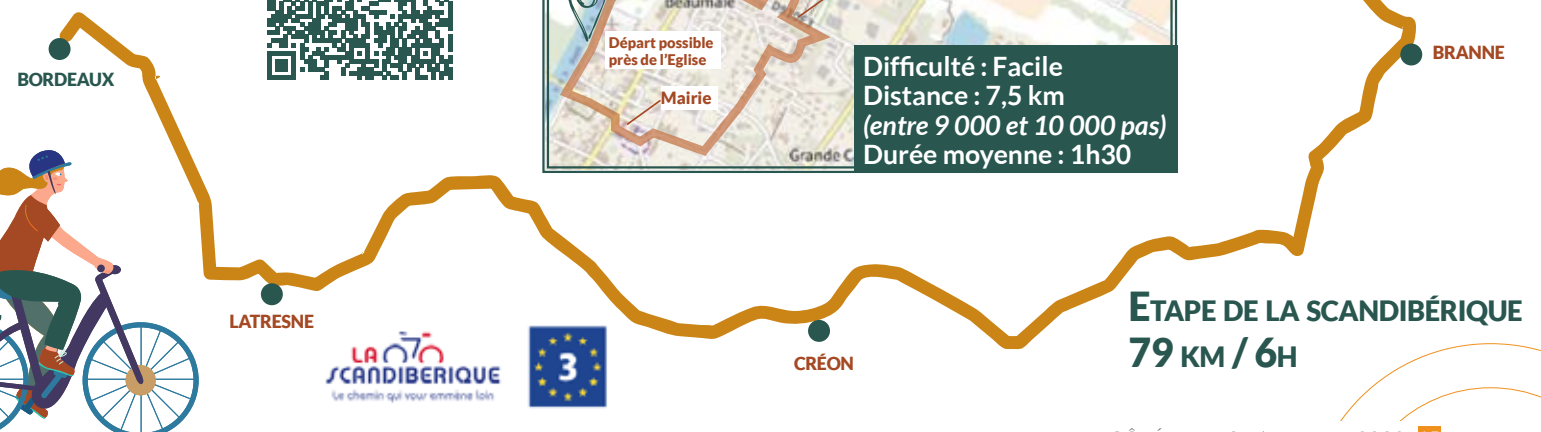 Beaumale
Départ possible
près de l'Eglise
Mairie
Grande C
Difficulté : Facile
Distance : 7,5 km
(entre 9 000 et 10 000 pas)
Durée moyenne : 1h30
BORDEAUX
BRANNE
LATRESNE
CRÉON
LA
SCANDIBERIQUE
Le chemin qui vous emmène loin
3
ETAPE DE LA SCANDIBÉRIQUE
79 KM / 6H